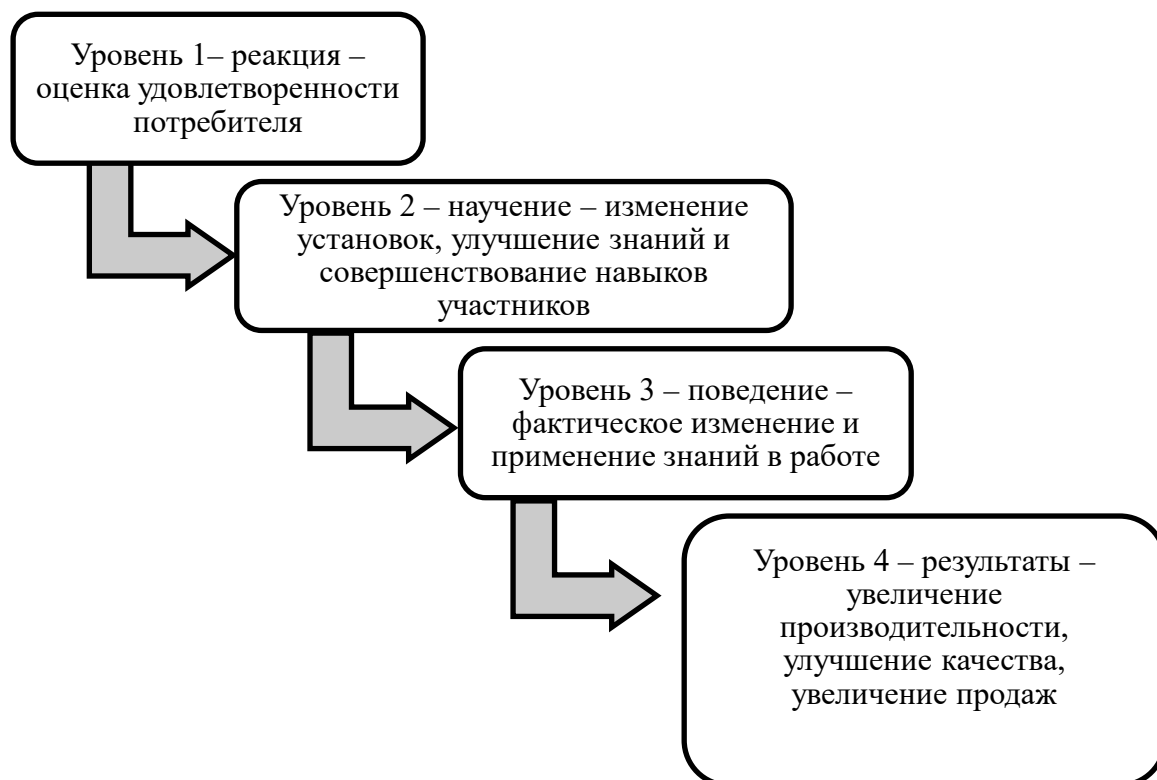 Уровень 1– реакция –
оценка удовлетворенности
потребителя
Уровень 2 – научение – изменение
установок, улучшение знаний и
совершенствование навыков
участников
Уровень 3 – поведение –
фактическое изменение и
применение знаний в работе
Уровень 4 – результаты –
увеличение
производительности,
улучшение качества,
увеличение продаж